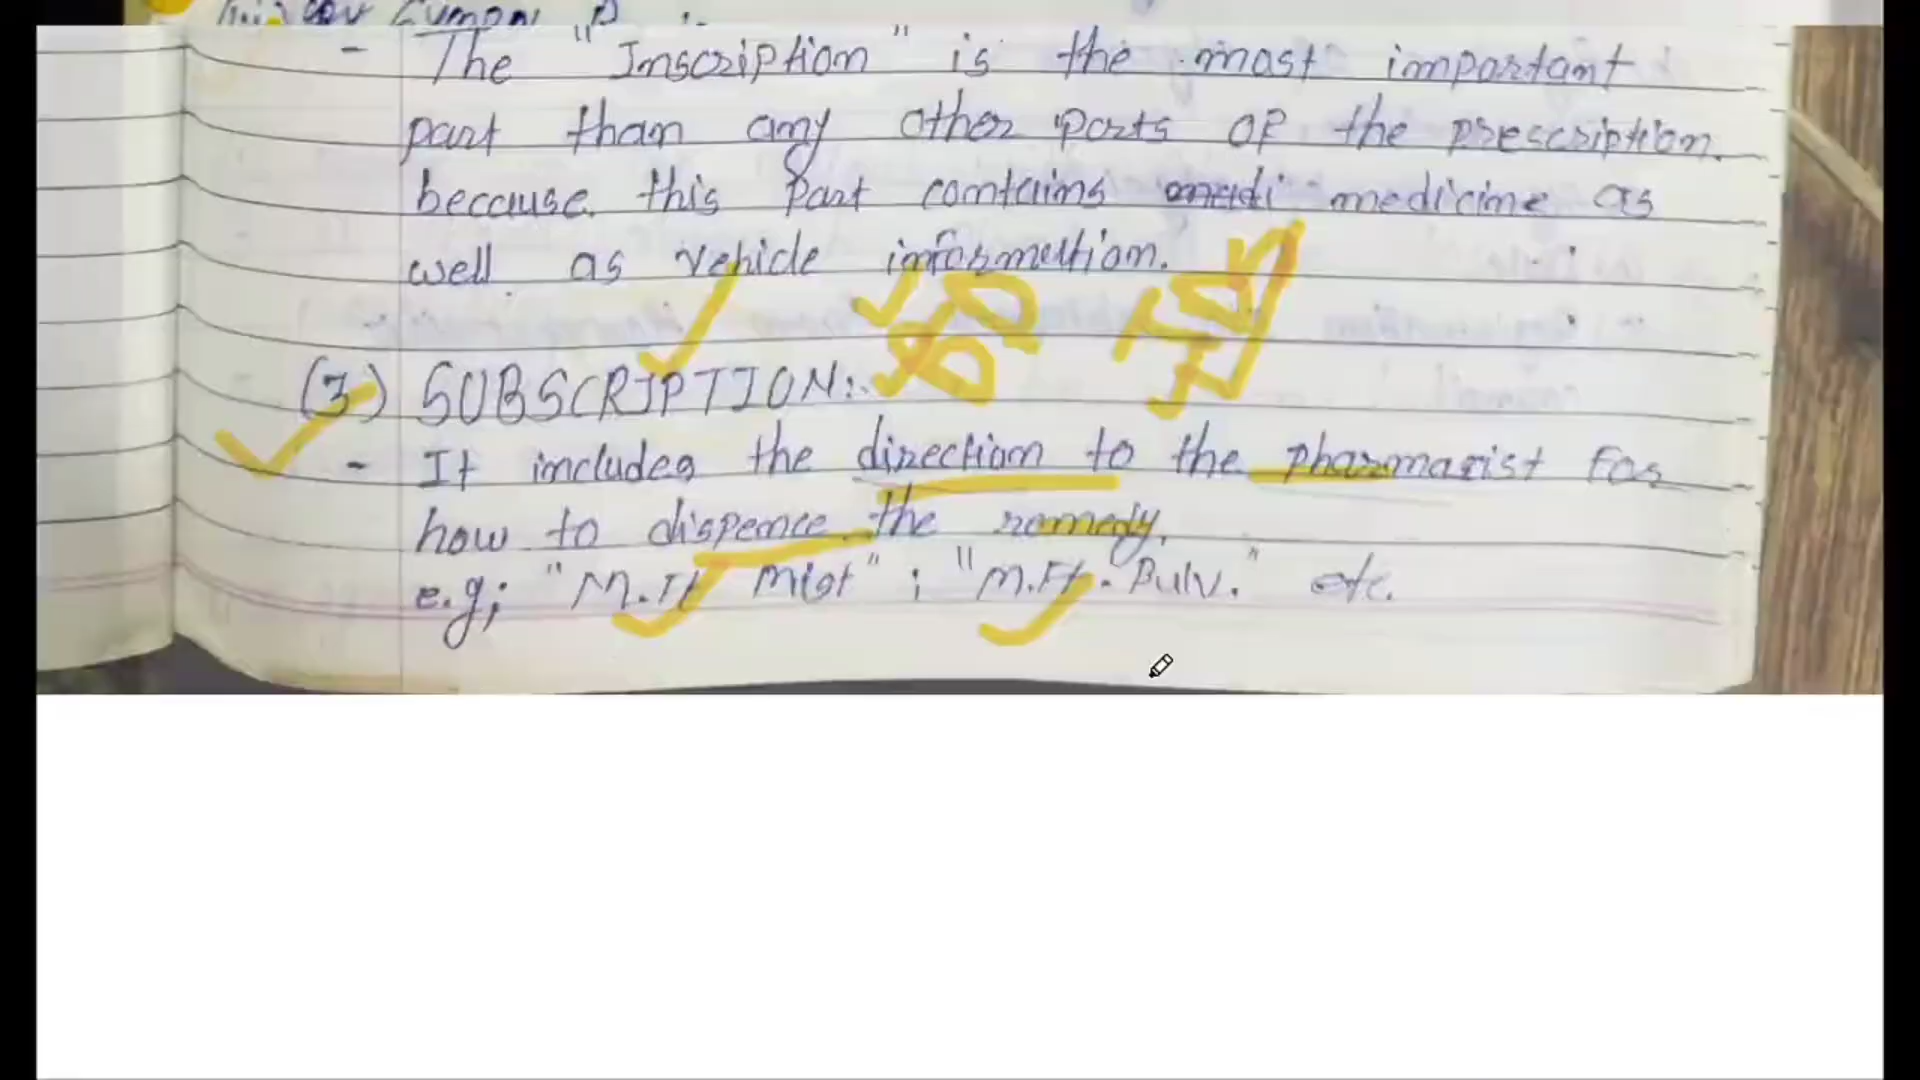 - The "Inscription" is the most important
part than any other parts of the prescription.
because this part contains medi medicine as
well as vehicle information.
(3) SUBSCRIPTION:-
- It includes the direction to the pharmacist for
how to dispence the remedy.
e.g; "M.Ft Mist" ; "M.Ft. Pulv." etc.